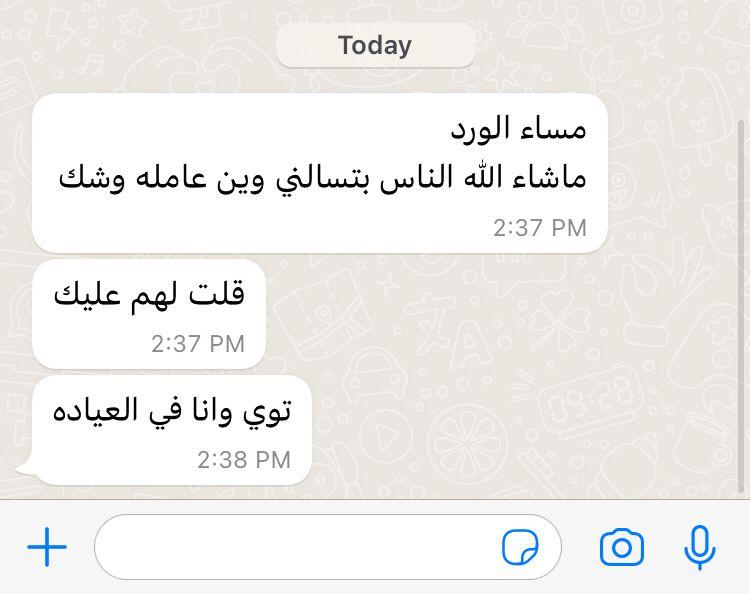 Today
مساء الورد
ماشاء الله الناس بتسالني وين عامله وشك
2:37 PM
قلت لهم عليك
2:37 PM
توي وانا في العياده
2:38 PM